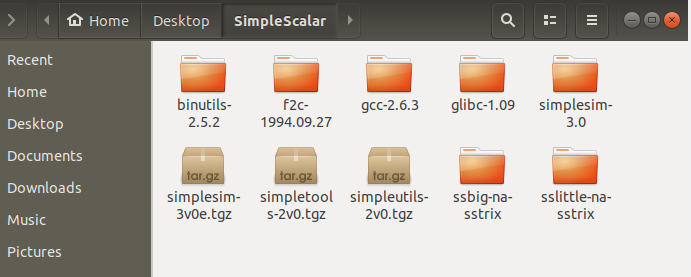 Home Desktop SimpleScalar
Recent
Home
Desktop
Documents
Downloads
Music
Pictures
binutils-
2.5.2
f2c-
1994.09.27
gcc-2.6.3
glibc-1.09
simplesim-
3.0
tar.gz
simplesim-
3v0e.tgz
tar.gz
simpletool
s-2v0.tgz
tar.gz
simpleutils-
2v0.tgz
ssbig-na-
sstrix
sslittle-na-
sstrix